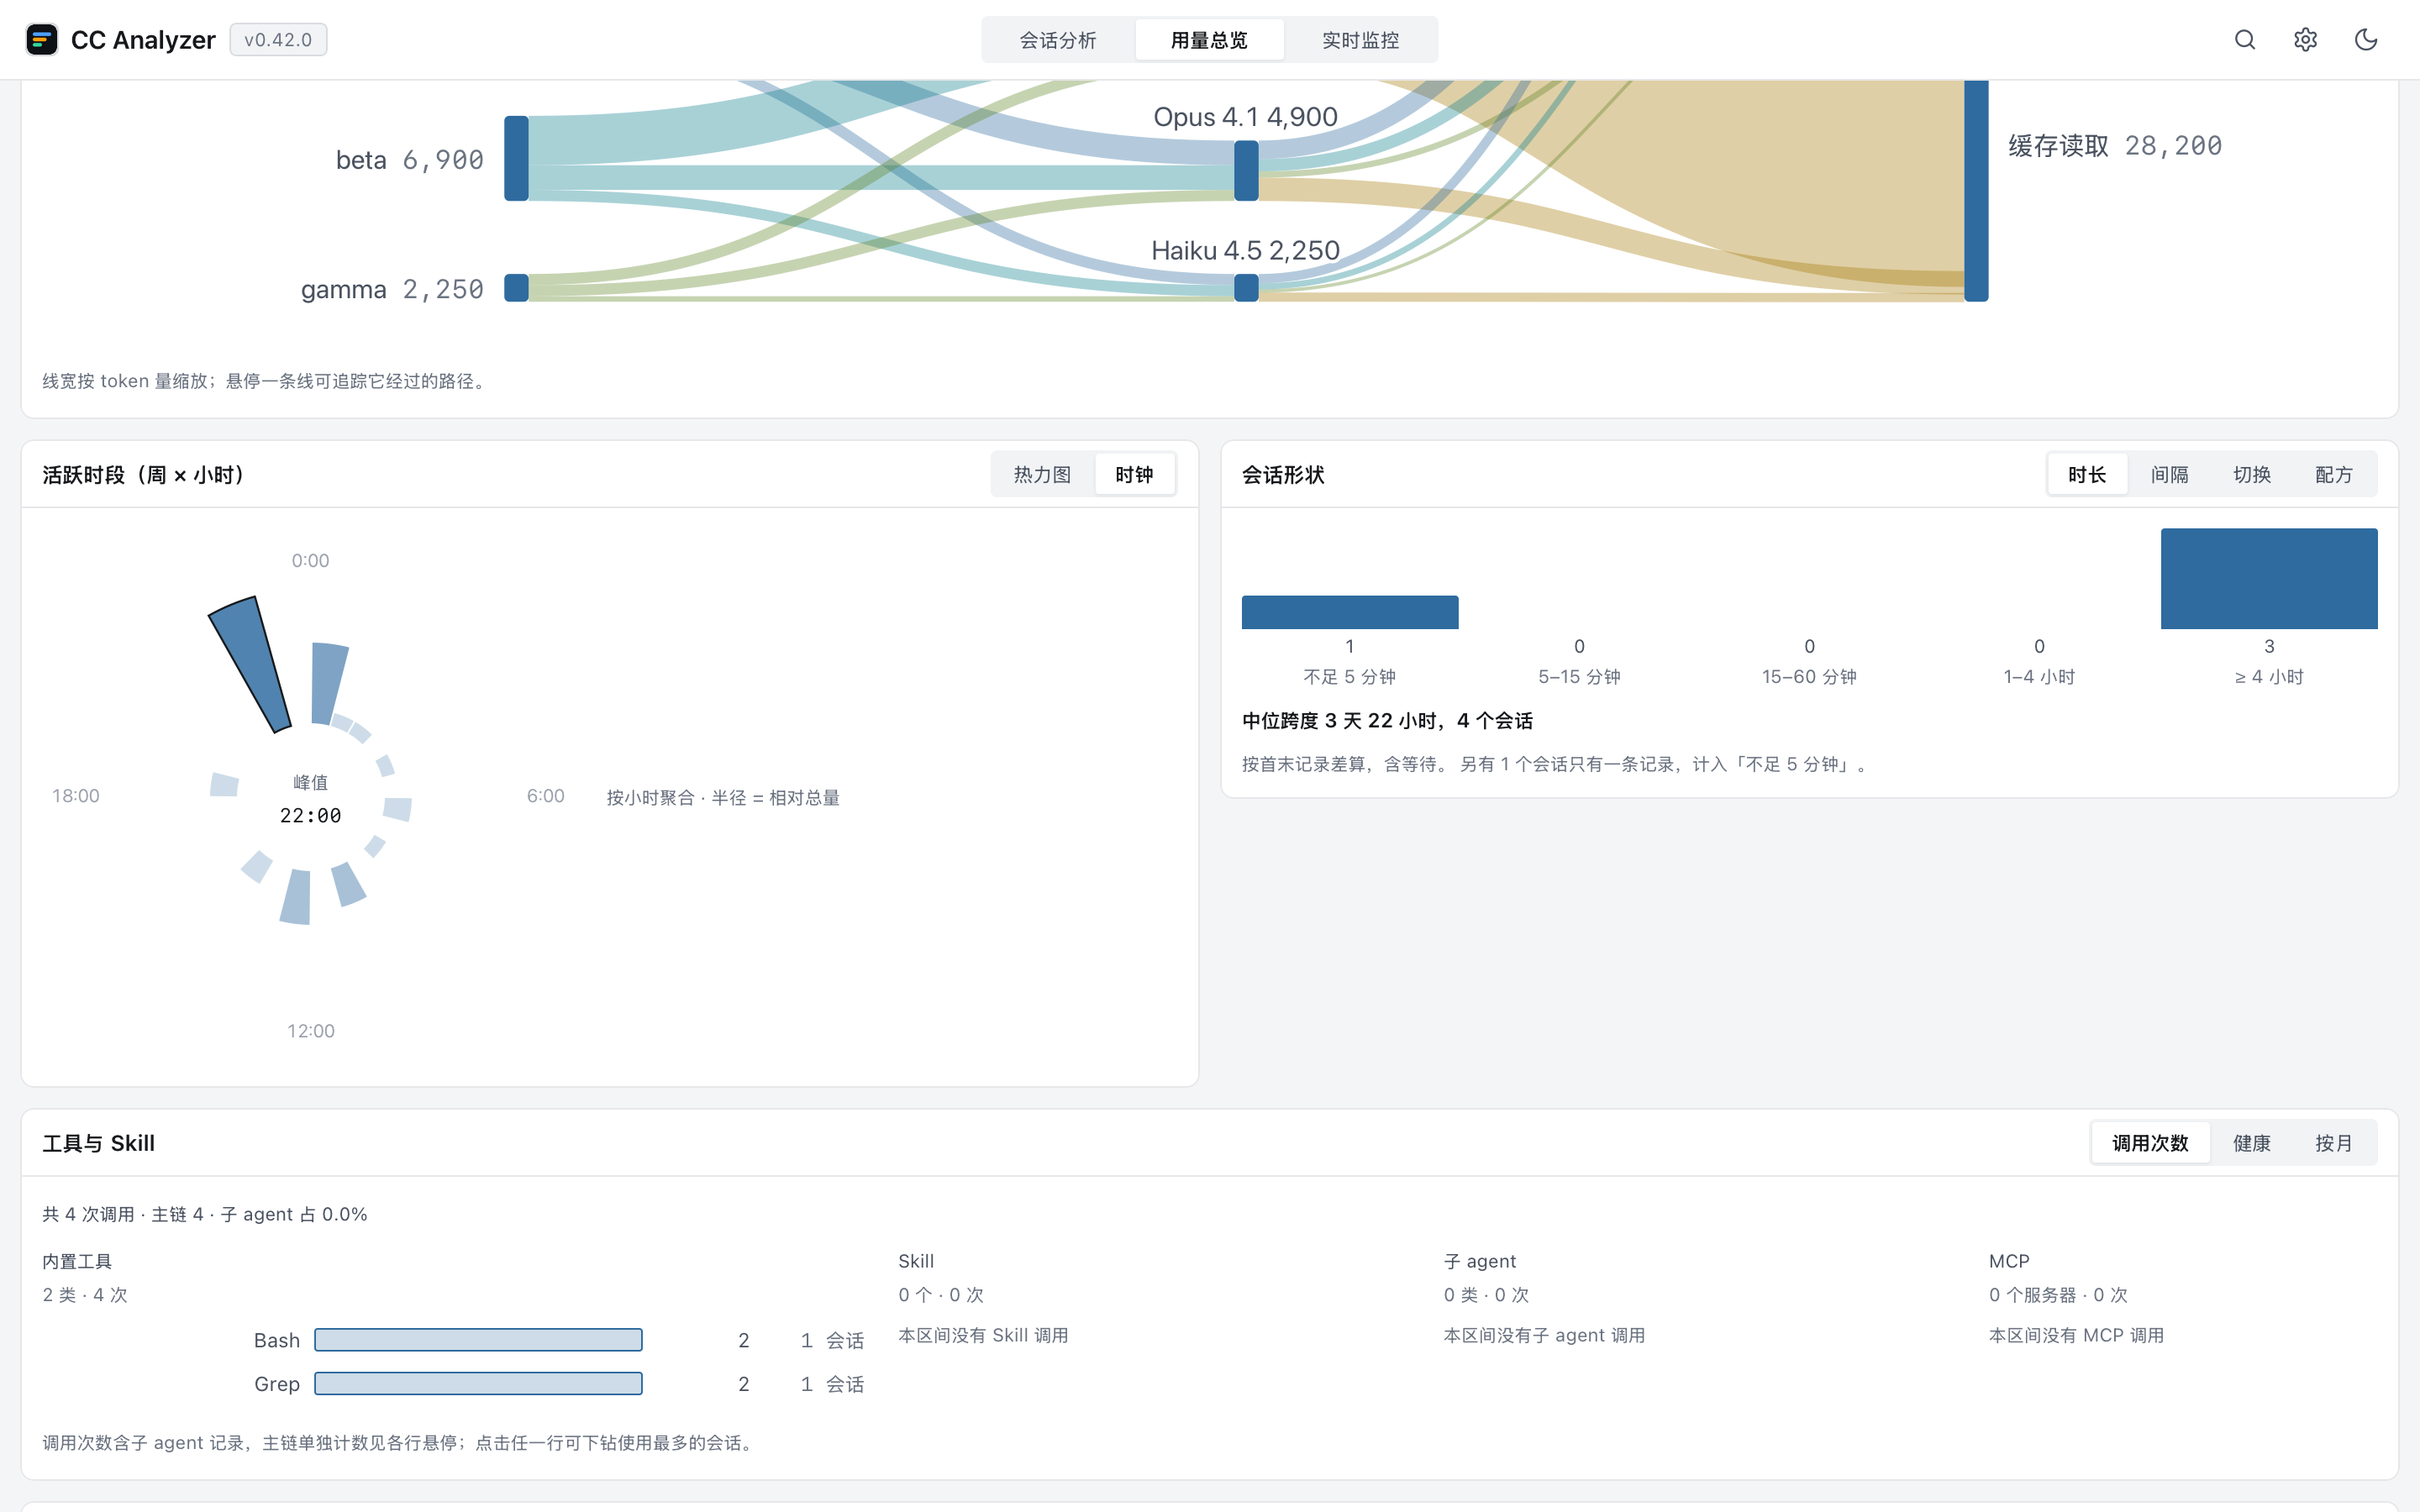 CC Analyzer v0.42.0
会话分析 用量总览 实时监控
Opus 4.1 4,900
beta 6,900
缓存读取 28,200
Haiku 4.5 2,250
gamma 2,250
线宽按 token 量缩放；悬停一条线可追踪它经过的路径。
活跃时段（周 × 小时）
热力图 时钟
0:00
18:00
峰值
22:00
6:00
按小时聚合 · 半径 = 相对总量
12:00
会话形状
时长 间隔 切换 配方
1 0 0 0 3
不足 5 分钟 5–15 分钟 15–60 分钟 1–4 小时 ≥ 4 小时
中位跨度 3 天 22 小时，4 个会话
按首末记录差算，含等待。 另有 1 个会话只有一条记录，计入「不足 5 分钟」。
工具与 Skill
调用次数 健康 按月
共 4 次调用 · 主链 4 · 子 agent 占 0.0%
内置工具
2 类 · 4 次
Bash 2 1 会话
Grep 2 1 会话
Skill
0 个 · 0 次
本区间没有 Skill 调用
子 agent
0 类 · 0 次
本区间没有子 agent 调用
MCP
0 个服务器 · 0 次
本区间没有 MCP 调用
调用次数含子 agent 记录，主链单独计数见各行悬停；点击任一行可下钻使用最多的会话。